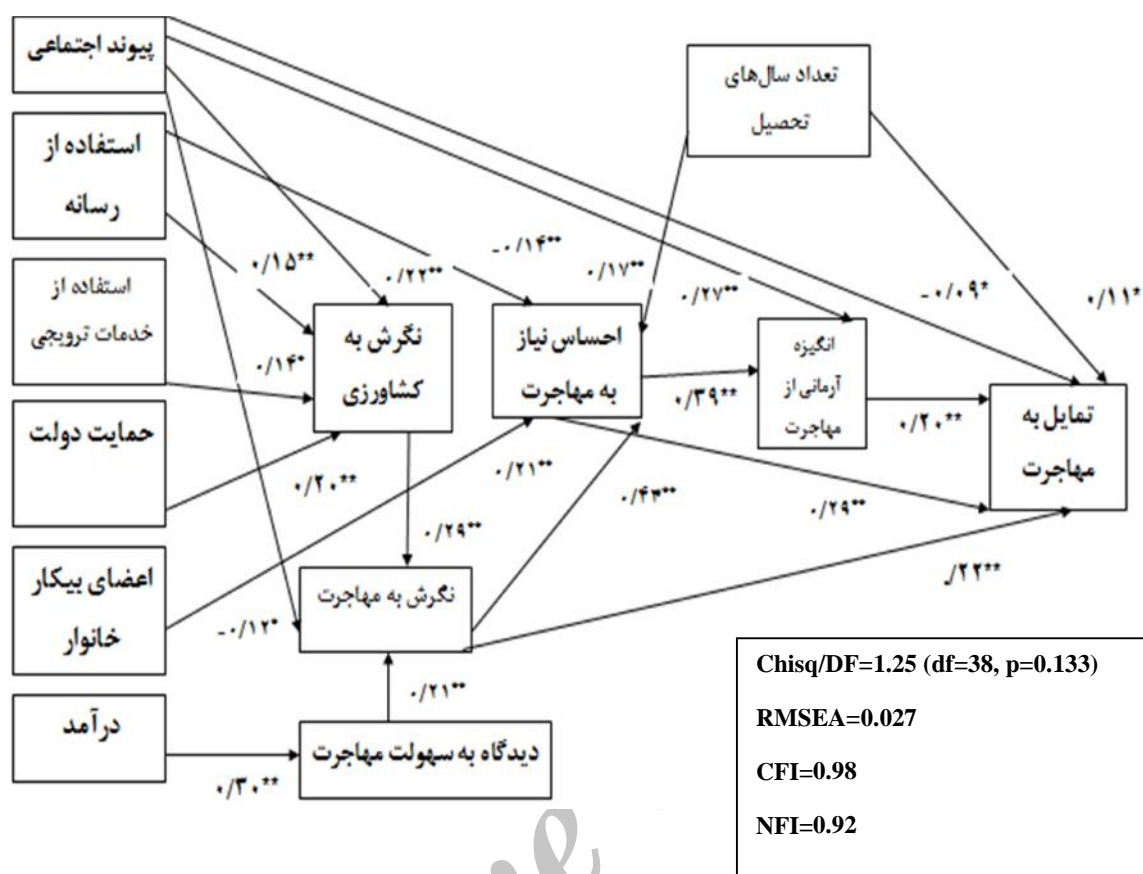 پیوند اجتماعی
استفاده از
رسانه
استفاده از
خدمات ترویجی
حمایت دولت
اعضای بیکار
خانوار
درآمد
تعداد سال‌های
تحصیل
نگرش به
کشاورزی
احساس نیاز
به مهاجرت
انگیزه
آرمانی از
مهاجرت
تمایل به
مهاجرت
نگرش به مهاجرت
دیدگاه به سهولت مهاجرت
۰/۱۵**
۰/۲۲**
-۰/۱۴**
۰/۱۷**
۰/۲۷**
-۰/۰۹*
۰/۱۱*
۰/۱۴*
۰/۳۹**
۰/۲۰**
۰/۲۰**
۰/۲۱**
۰/۴۳**
۰/۲۹**
۰/۲۹**
۰/۲۲**
-۰/۱۲*
۰/۲۱**
۰/۳۰**
Chisq/DF=1.25 (df=38, p=0.133)
RMSEA=0.027
CFI=0.98
NFI=0.92